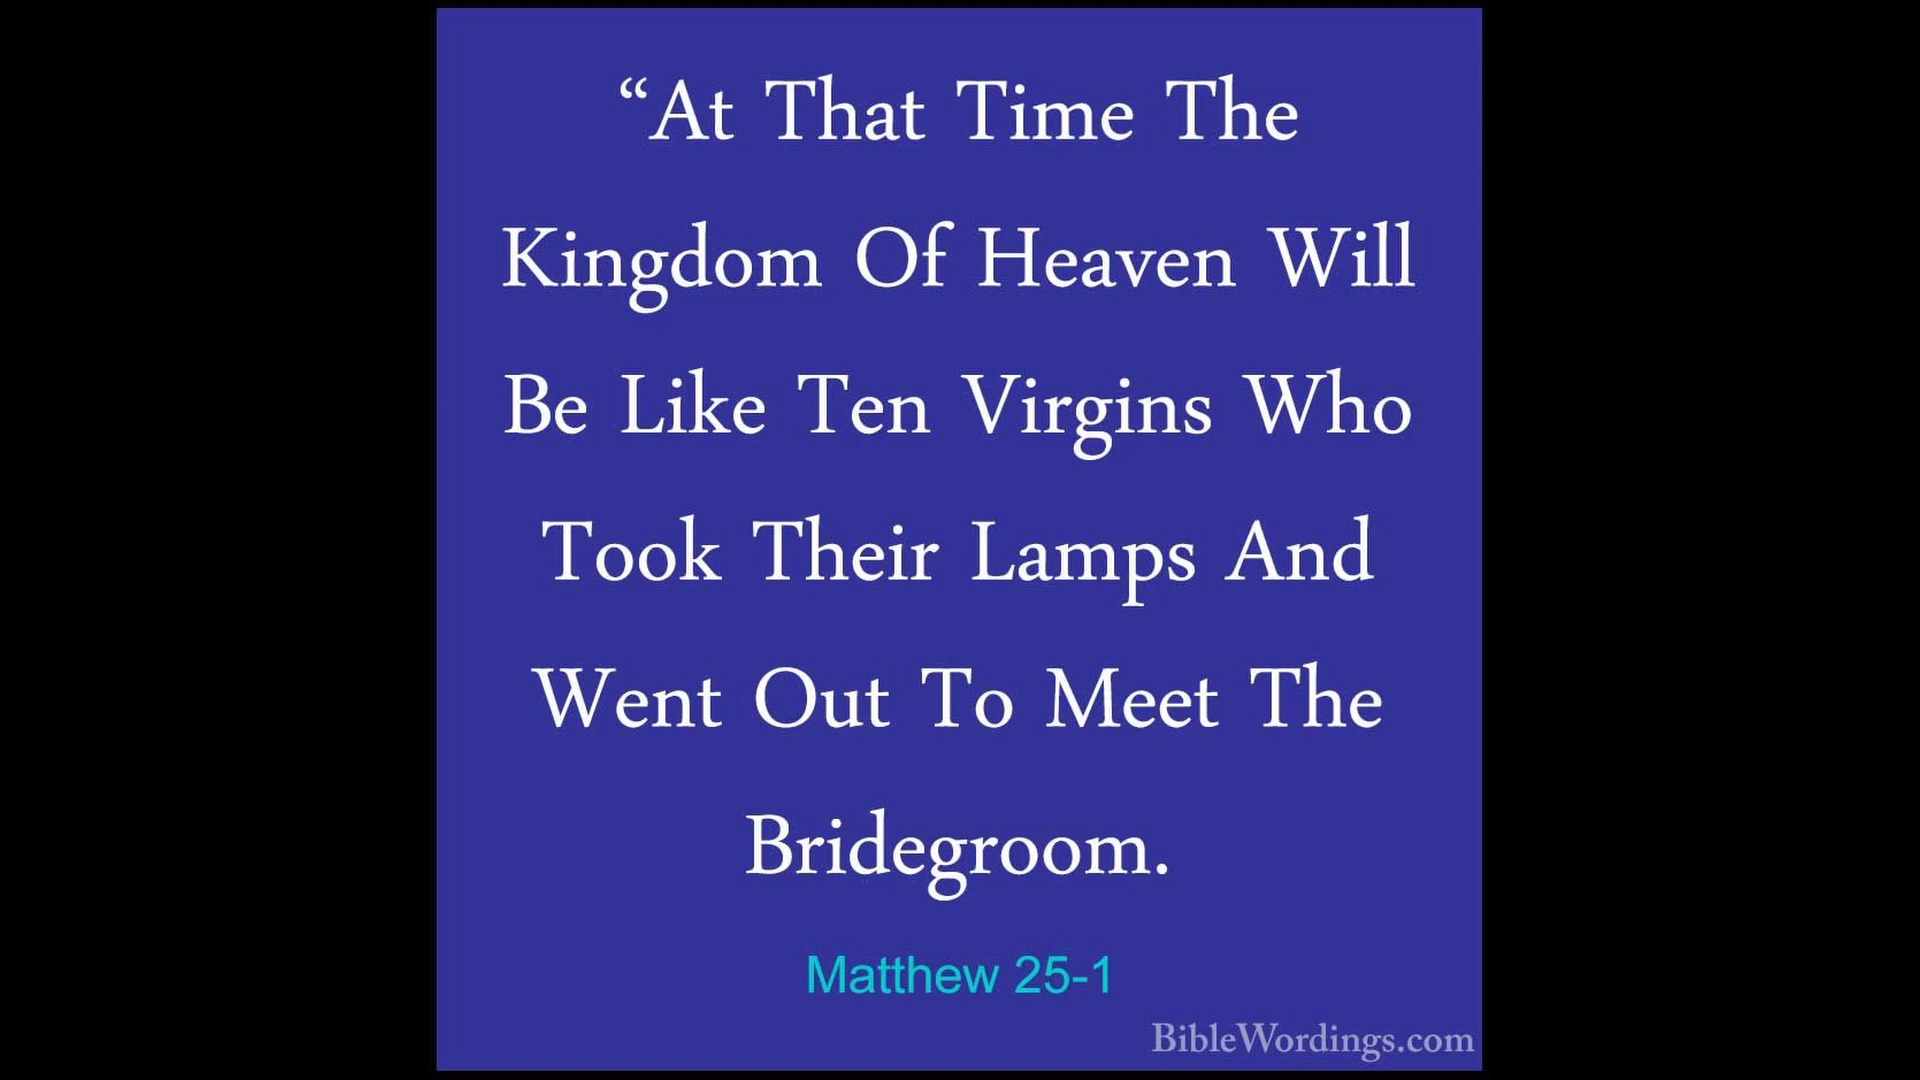 “At That Time The
Kingdom Of Heaven Will
Be Like Ten Virgins Who
Took Their Lamps And
Went Out To Meet The
Bridegroom.
Matthew 25-1
BibleWordings.com